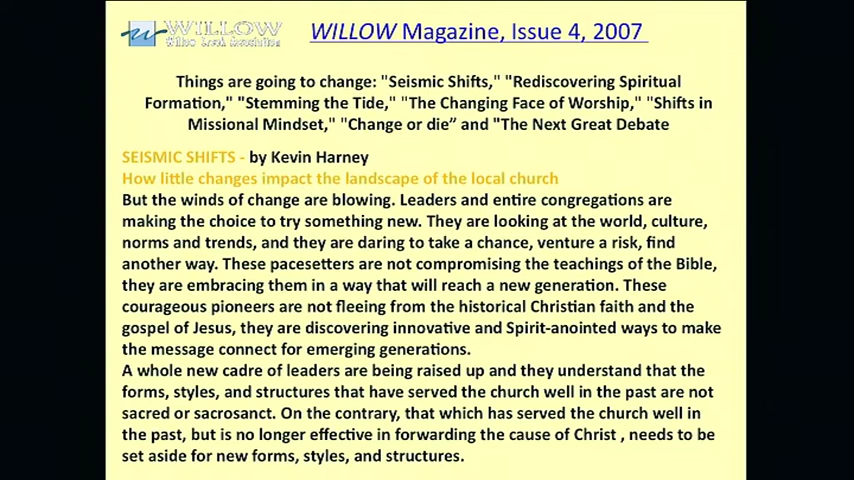 WILLOW
WILLOW Magazine, Issue 4, 2007
Things are going to change: "Seismic Shifts," "Rediscovering Spiritual
Formation," "Stemming the Tide," "The Changing Face of Worship," "Shifts in
Missional Mindset," "Change or die” and "The Next Great Debate
SEISMIC SHIFTS - by Kevin Harney
How little changes impact the landscape of the local church
But the winds of change are blowing. Leaders and entire congregations are
making the choice to try something new. They are looking at the world, culture,
norms and trends, and they are daring to take a chance, venture a risk, find
another way. These pacesetters are not compromising the teachings of the Bible,
they are embracing them in a way that will reach a new generation. These
courageous pioneers are not fleeing from the historical Christian faith and the
gospel of Jesus, they are discovering innovative and Spirit-anointed ways to make
the message connect for emerging generations.
A whole new cadre of leaders are being raised up and they understand that the
forms, styles, and structures that have served the church well in the past are not
sacred or sacrosanct. On the contrary, that which has served the church well in
the past, but is no longer effective in forwarding the cause of Christ , needs to be
set aside for new forms, styles, and structures.